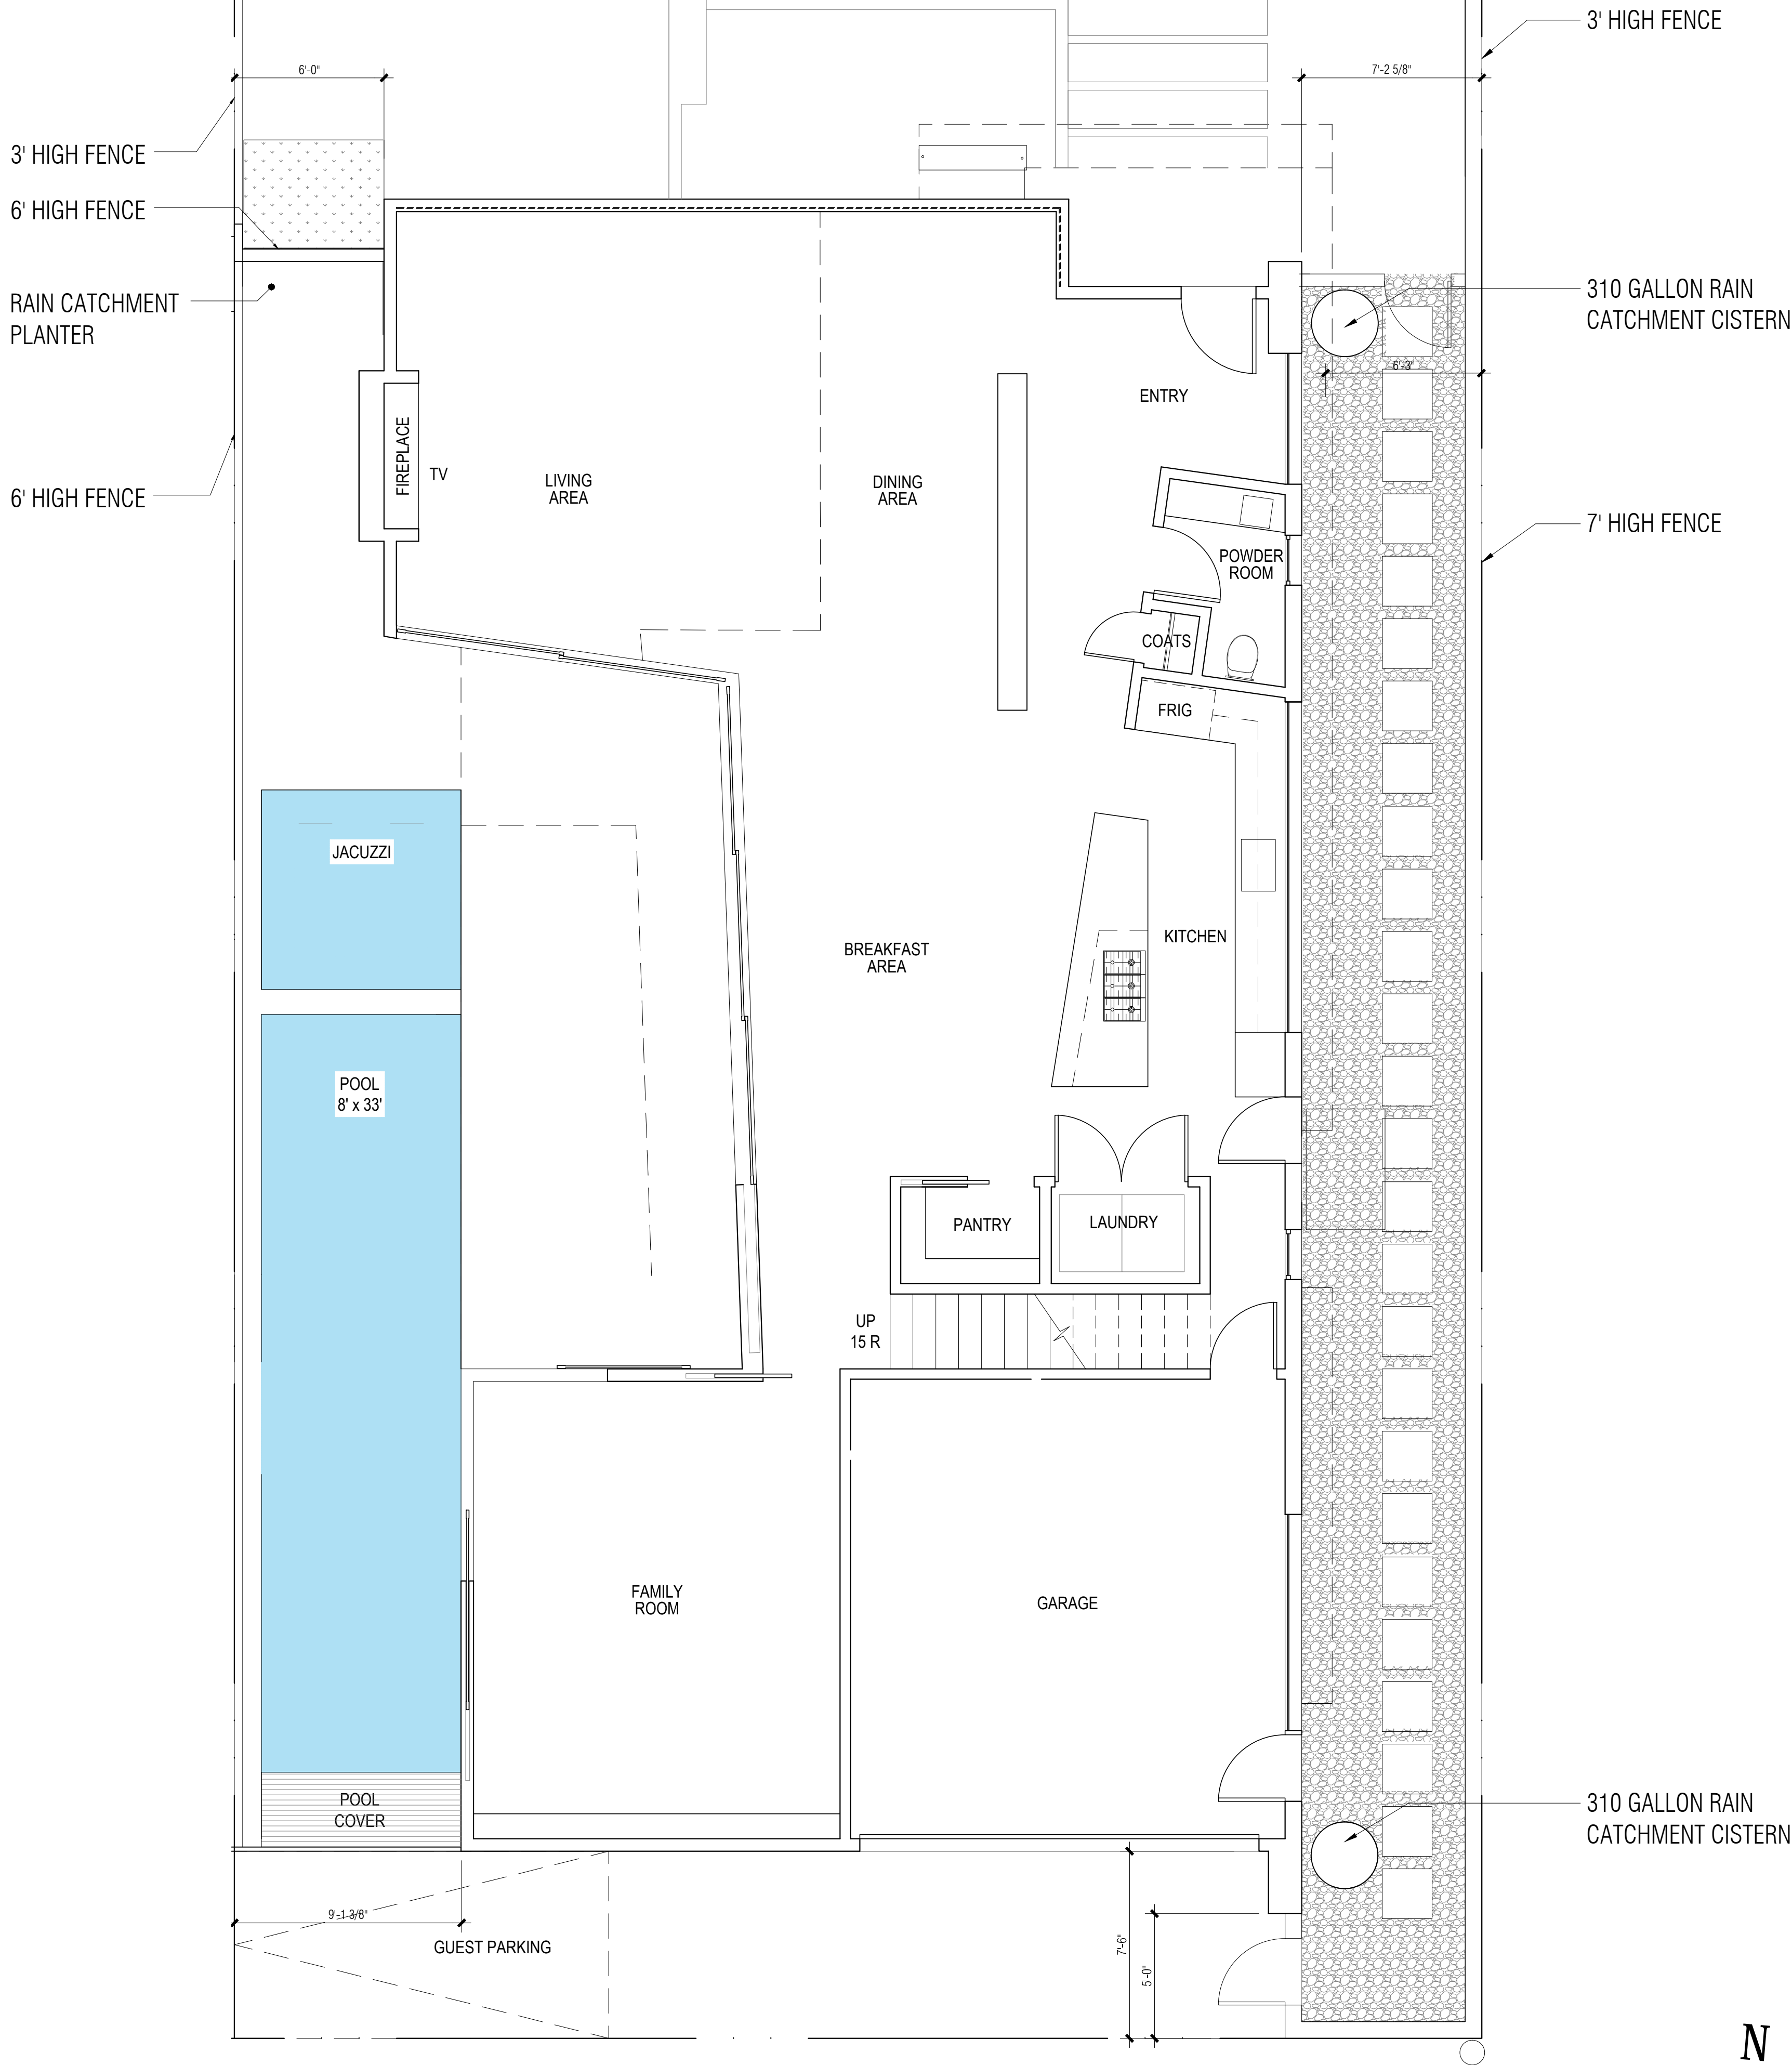 3' HIGH FENCE
6'-0"
7'-2 5/8"
3' HIGH FENCE
6' HIGH FENCE
RAIN CATCHMENT
PLANTER
310 GALLON RAIN
CATCHMENT CISTERN
6'-3"
ENTRY
FIREPLACE
TV
LIVING
AREA
DINING
AREA
6' HIGH FENCE
7' HIGH FENCE
POWDER
ROOM
COATS
FRIG
JACUZZI
KITCHEN
BREAKFAST
AREA
POOL
8' x 33'
PANTRY
LAUNDRY
UP
15 R
FAMILY
ROOM
GARAGE
POOL
COVER
310 GALLON RAIN
CATCHMENT CISTERN
9'-1 3/8"
GUEST PARKING
7'-6"
5'-0"
N